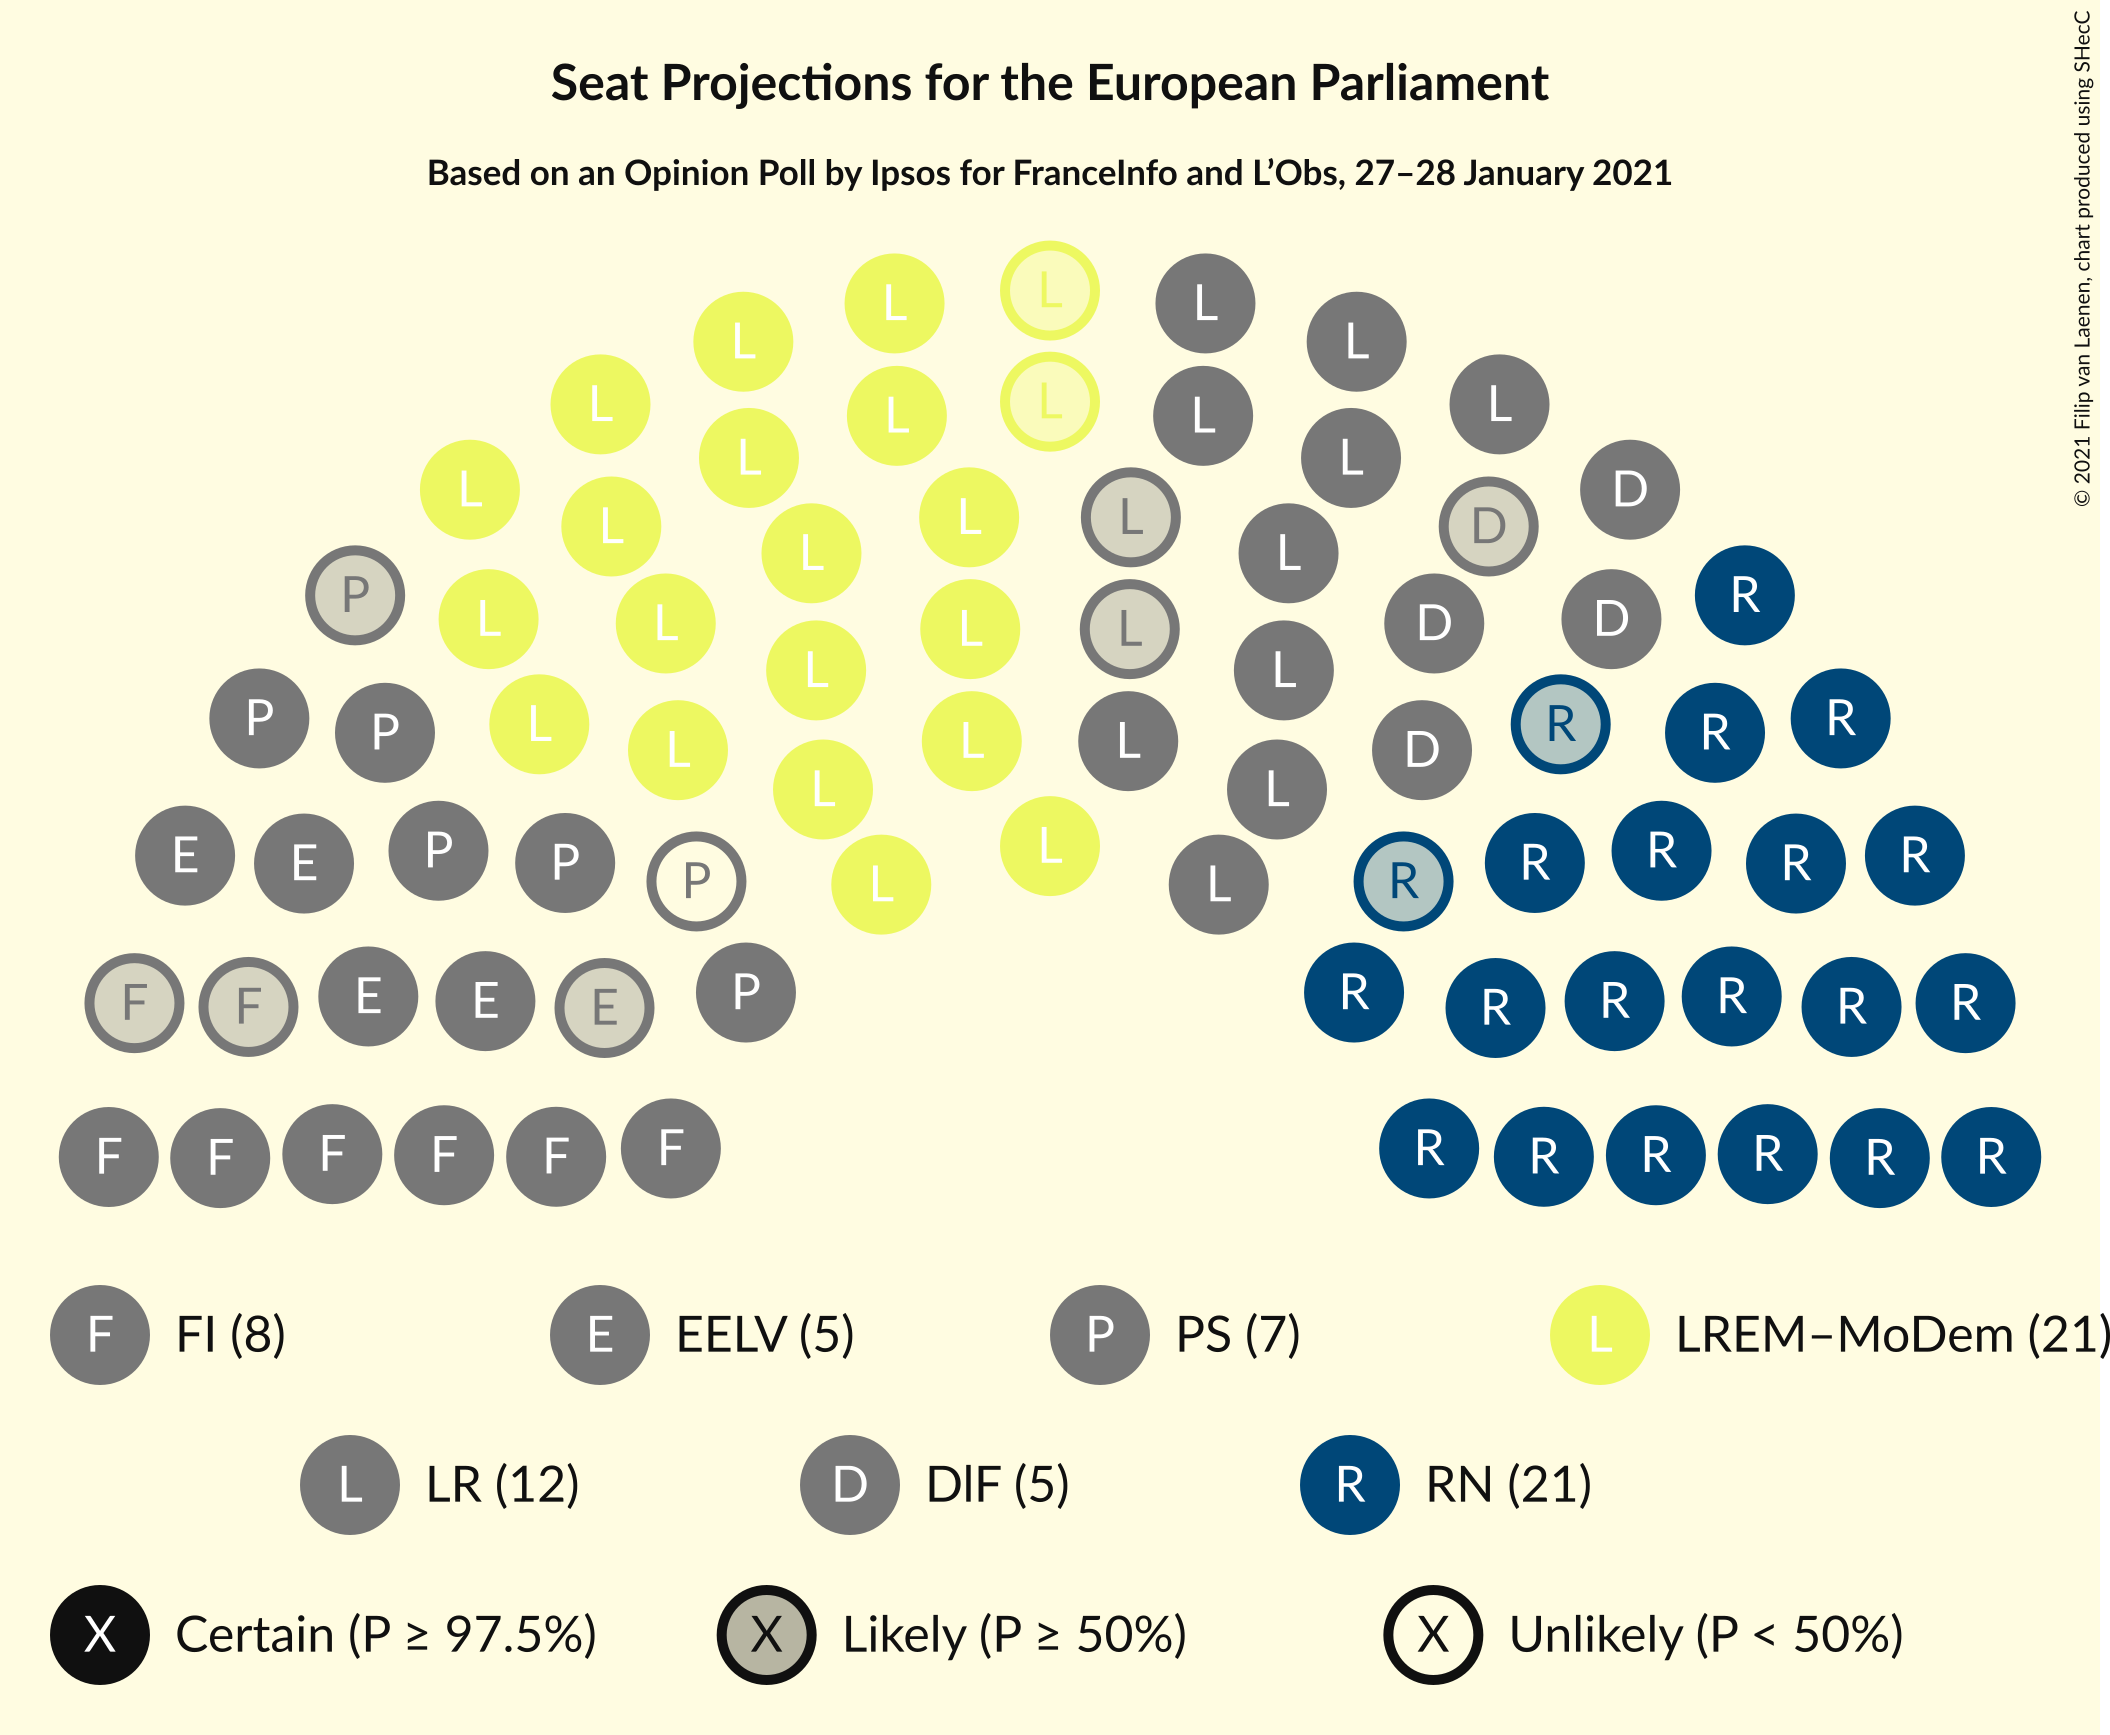 Seat Projections for the European Parliament
Based on an Opinion Poll by Ipsos for FranceInfo and L’Obs, 27–28 January 2021
© 2021 Filip van Laenen, chart produced using SHecC
L L L L L
L L L L L L L L
L L L D D
P L L L L L D D R
P P L L L L L D R R R
E E P P P L L L L L R R R R R
F F E E E P R R R R R R
F F F F F F R R R R R R
F FI (8) E EELV (5) P PS (7) L LREM–MoDem (21)
L LR (12) D DIF (5) R RN (21)
X Certain (P ≥ 97.5%) X Likely (P ≥ 50%) X Unlikely (P < 50%)